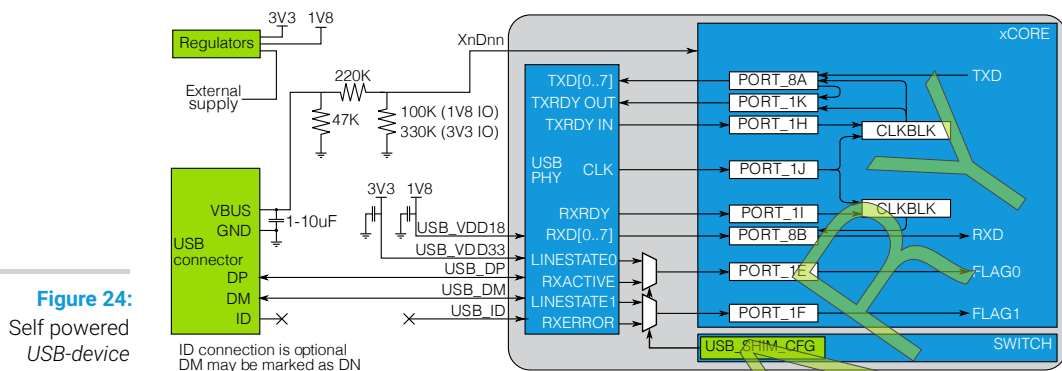 3V3 1V8
Regulators
External
supply
220K
47K
100K (1V8 IO)
330K (3V3 IO)
XnDnn
xCORE
TXD[0..7]
TXRDY OUT
TXRDY IN
USB
PHY
CLK
RXRDY
RXD[0..7]
LINESTATE0
RXACTIVE
LINESTATE1
RXERROR
PORT_8A
PORT_1K
PORT_1H
PORT_1J
PORT_1I
PORT_8B
PORT_1E
PORT_1F
CLKBLK
CLKBLK
TXD
RXD
FLAG0
FLAG1
USB_SHIM_CFG
SWITCH
3V3 1V8
VBUS
GND
USB
connector
DP
DM
ID
1-10uF
USB_VDD18
USB_VDD33
USB_DP
USB_DM
USB_ID
ID connection is optional
DM may be marked as DN
Figure 24:
Self powered
USB-device